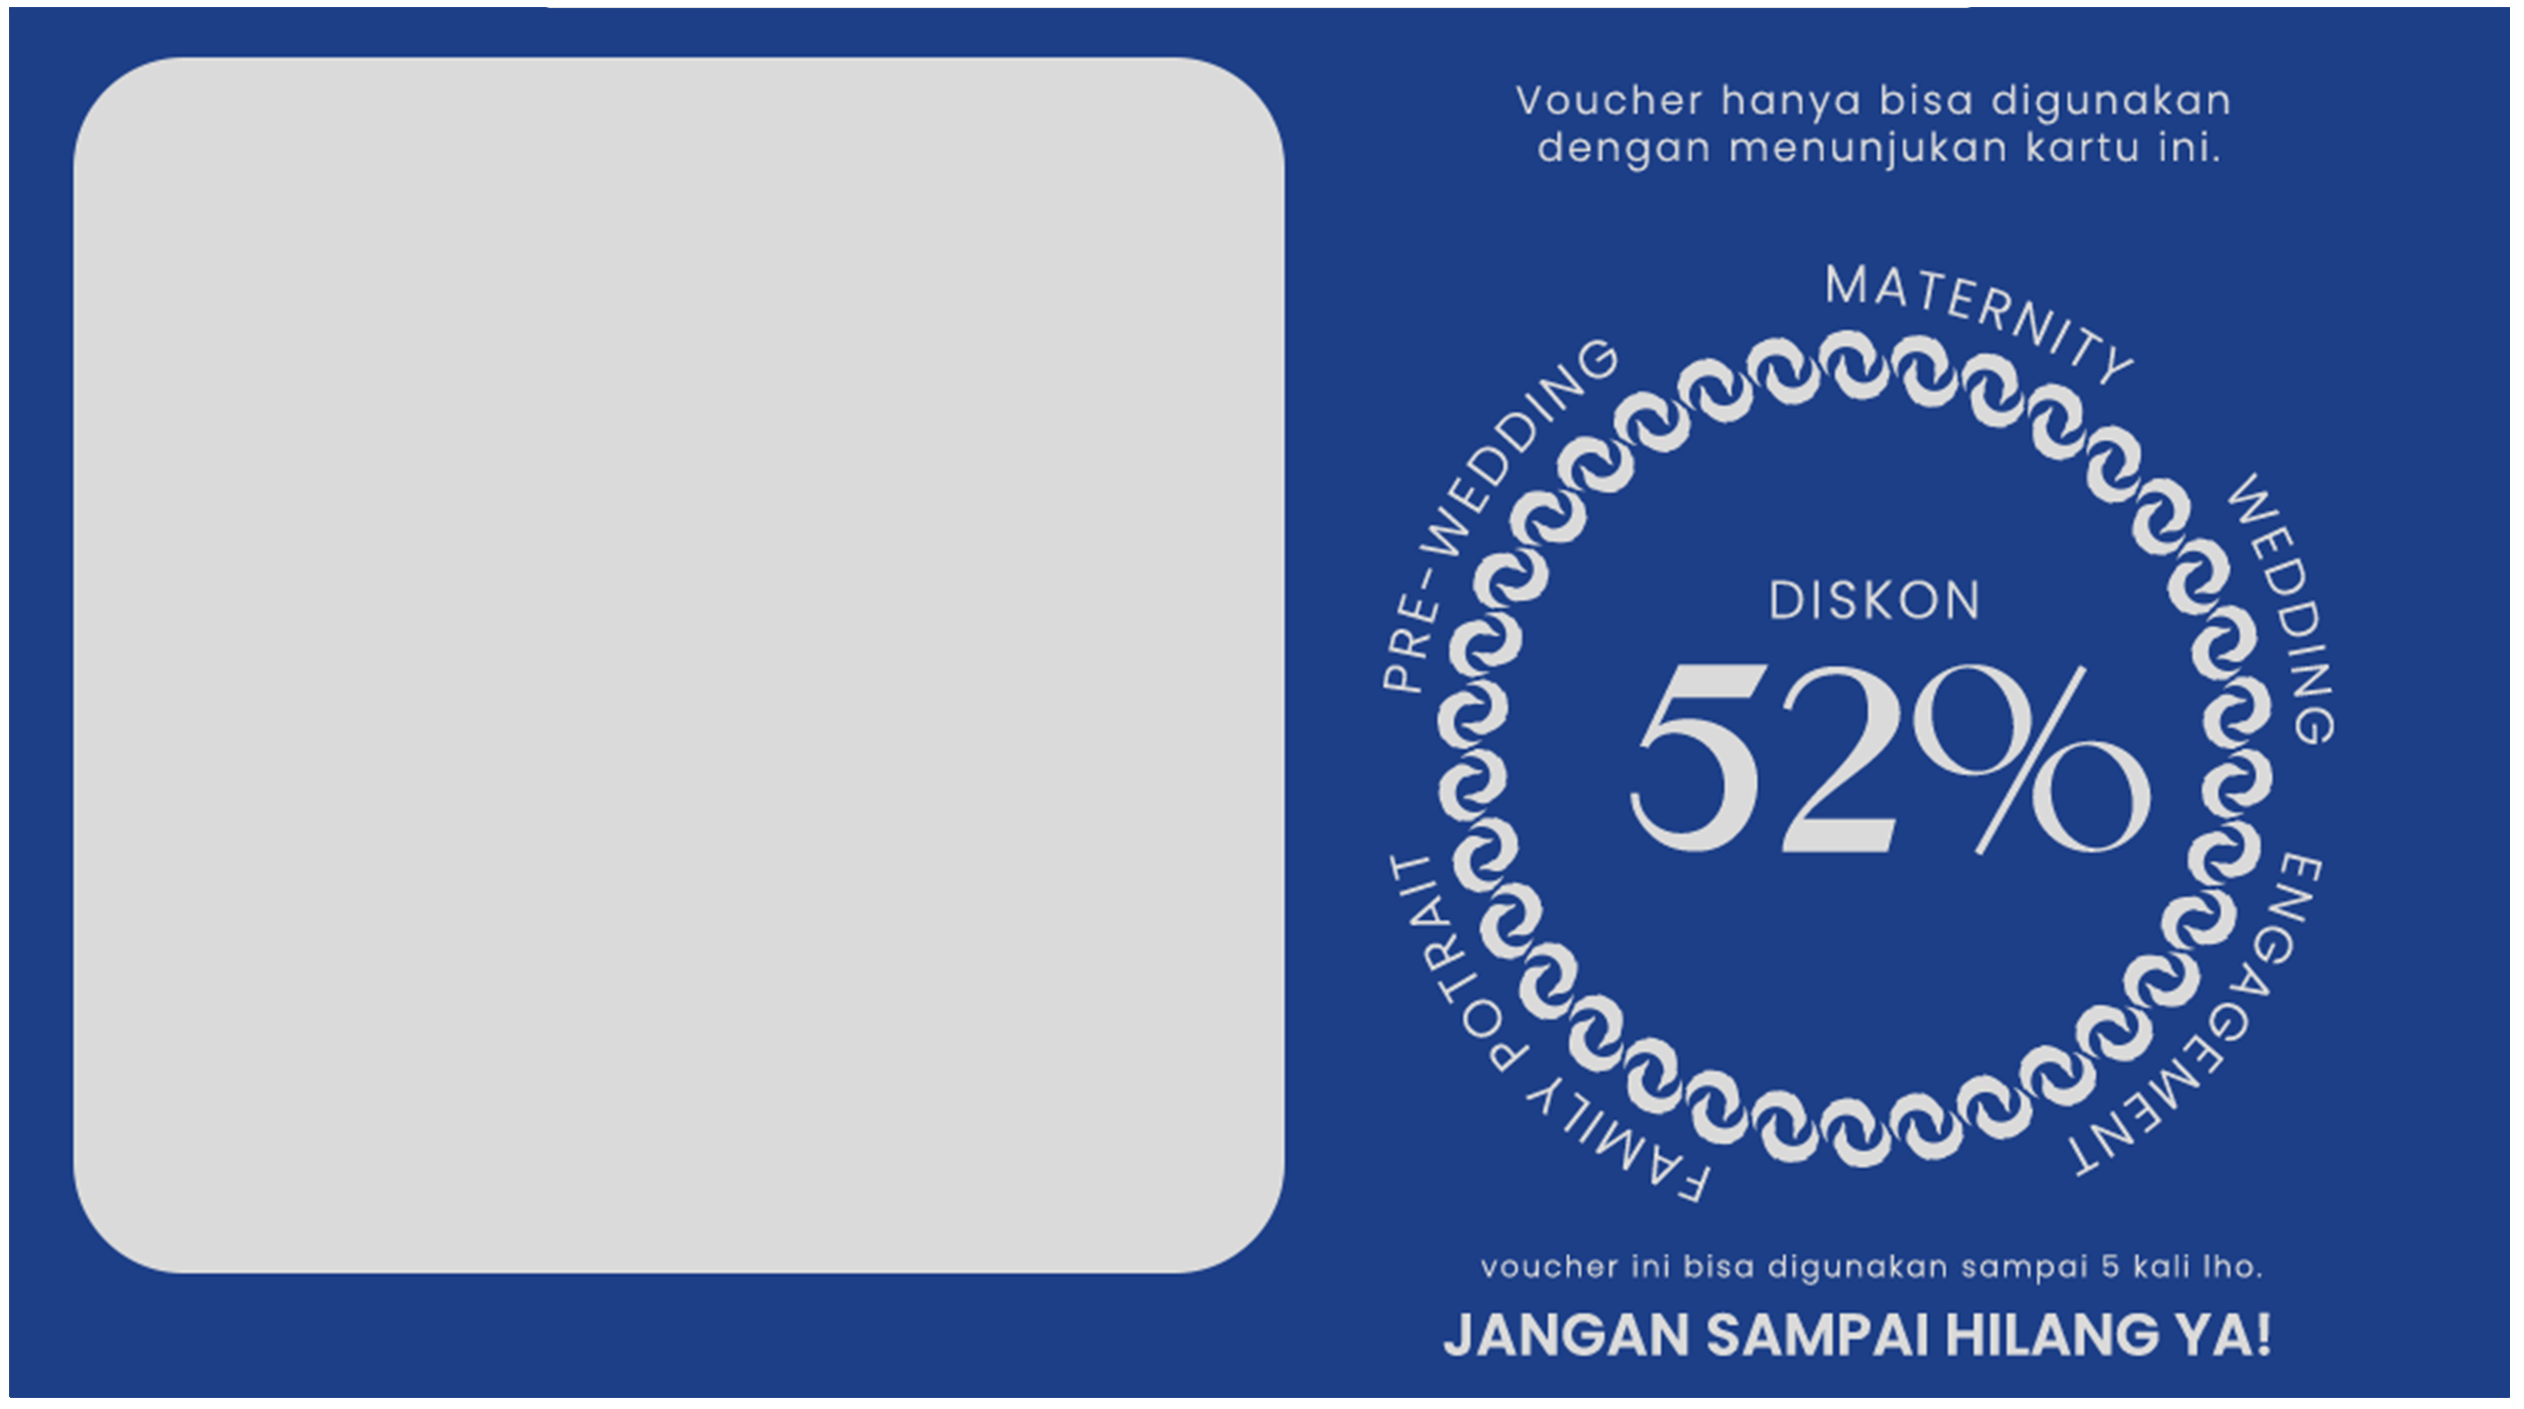 Voucher hanya bisa digunakan
dengan menunjukan kartu ini.
PRE-WEDDING
MATERNITY
WEDDING
ENGAGEMENT
FAMILY POTRAIT
DISKON
52%
voucher ini bisa digunakan sampai 5 kali lho.
JANGAN SAMPAI HILANG YA!